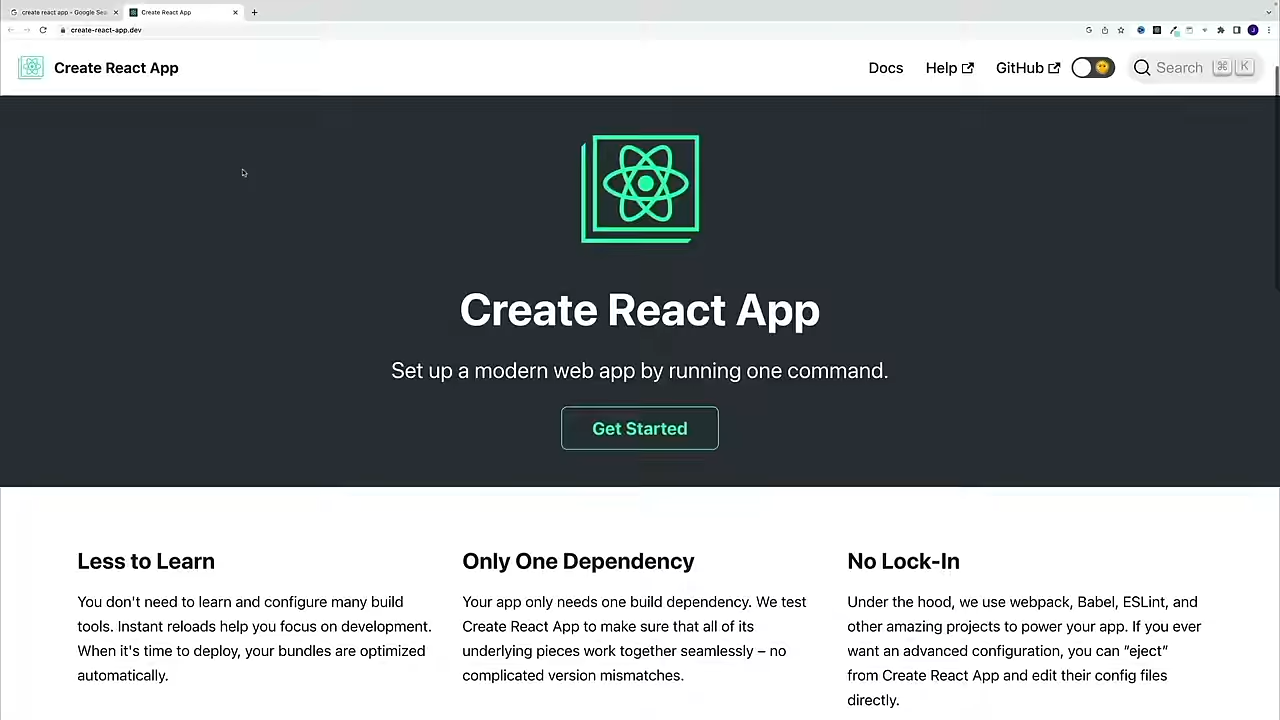 create react app - Google Sea
Create React App
create-react-app.dev
Create React App
Docs
Help
GitHub
Search
⌘ K
Create React App
Set up a modern web app by running one command.
Get Started
Less to Learn
You don't need to learn and configure many build
tools. Instant reloads help you focus on development.
When it's time to deploy, your bundles are optimized
automatically.
Only One Dependency
Your app only needs one build dependency. We test
Create React App to make sure that all of its
underlying pieces work together seamlessly – no
complicated version mismatches.
No Lock-In
Under the hood, we use webpack, Babel, ESLint, and
other amazing projects to power your app. If you ever
want an advanced configuration, you can ”eject”
from Create React App and edit their config files
directly.